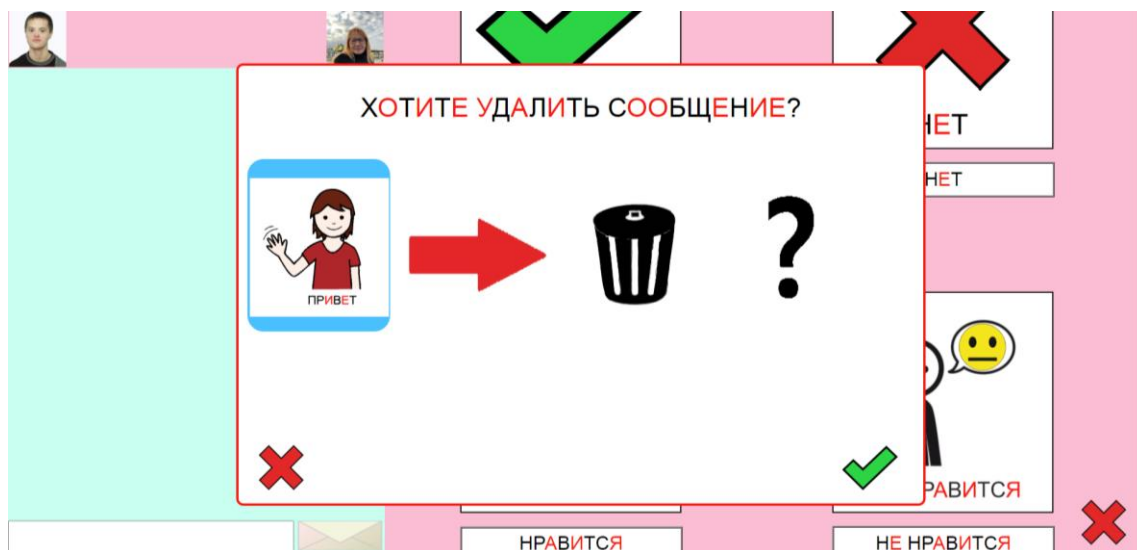 ХОТИТЕ УДАЛИТЬ СООБЩЕНИЕ?
ПРИВЕТ
НЕТ
НЕТ
НРАВИТСЯ
НРАВИТСЯ
НЕ НРАВИТСЯ